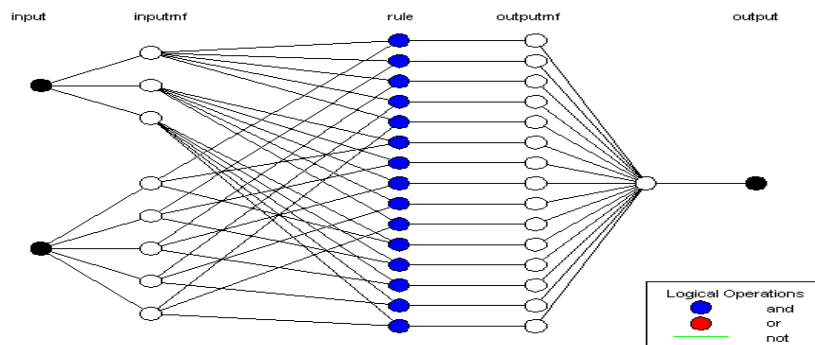 input inputmf rule outputmf output
Logical Operations
and
or
not